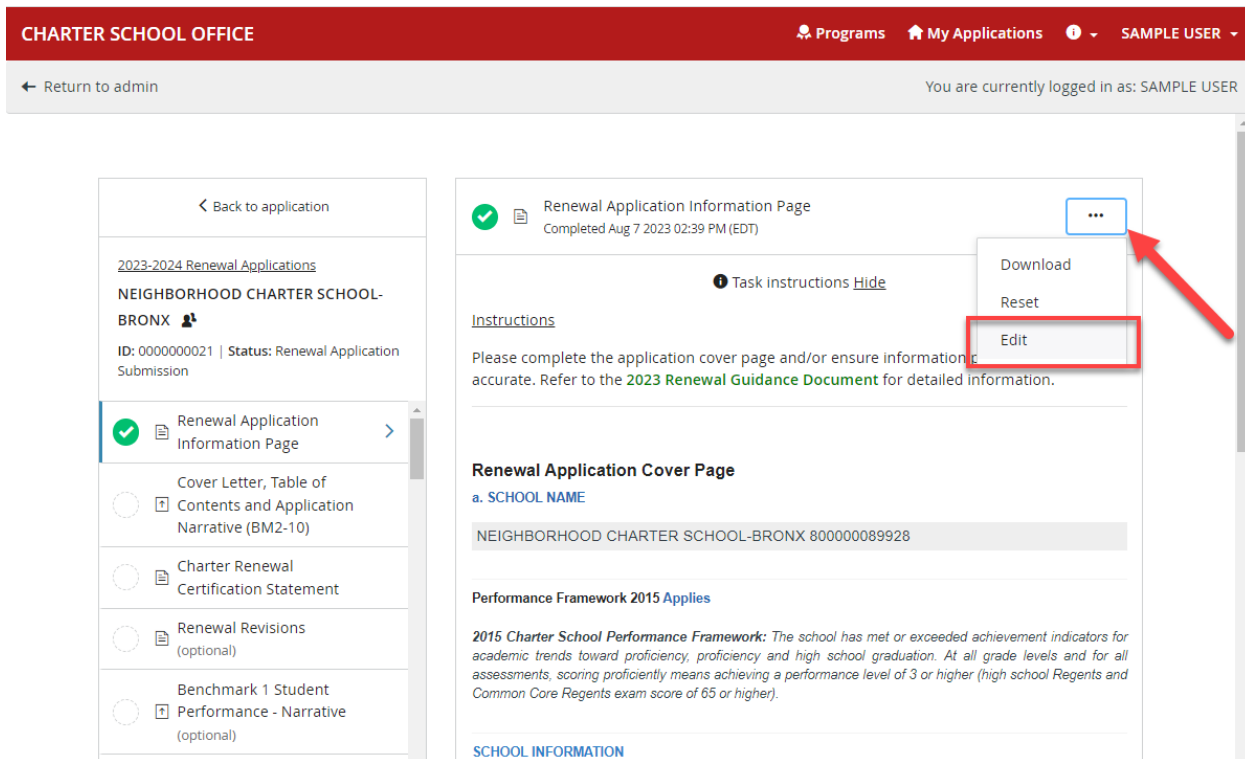 CHARTER SCHOOL OFFICE
Programs
My Applications
SAMPLE USER
Return to admin
You are currently logged in as: SAMPLE USER
Back to application
2023-2024 Renewal Applications
NEIGHBORHOOD CHARTER SCHOOL-
BRONX
ID: 0000000021 | Status: Renewal Application
Submission
Renewal Application
Information Page
Cover Letter, Table of
Contents and Application
Narrative (BM2-10)
Charter Renewal
Certification Statement
Renewal Revisions
(optional)
Benchmark 1 Student
Performance - Narrative
(optional)
Renewal Application Information Page
Completed Aug 7 2023 02:39 PM (EDT)
...
Download
Reset
Edit
Task instructions Hide
Instructions
Please complete the application cover page and/or ensure information
accurate. Refer to the 2023 Renewal Guidance Document for detailed information.
Renewal Application Cover Page
a. SCHOOL NAME
NEIGHBORHOOD CHARTER SCHOOL-BRONX 800000089928
Performance Framework 2015 Applies
2015 Charter School Performance Framework: The school has met or exceeded achievement indicators for
academic trends toward proficiency, proficiency and high school graduation. At all grade levels and for all
assessments, scoring proficiently means achieving a performance level of 3 or higher (high school Regents and
Common Core Regents exam score of 65 or higher).
SCHOOL INFORMATION